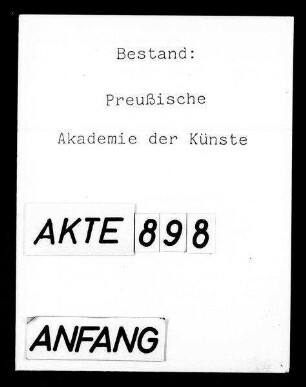 Bestand:
Preußische
Akademie der Künste
AKTE 898
ANFANG